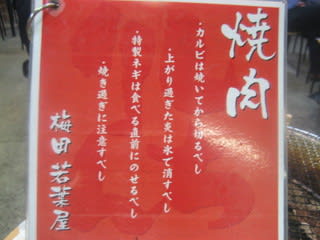 焼肉
・カルビは焼いてから切るべし
・上がり過ぎた炎は氷で消すべし
・特製ネギは食べる直前にのせるべし
・焼き過ぎに注意すべし
梅田若葉屋